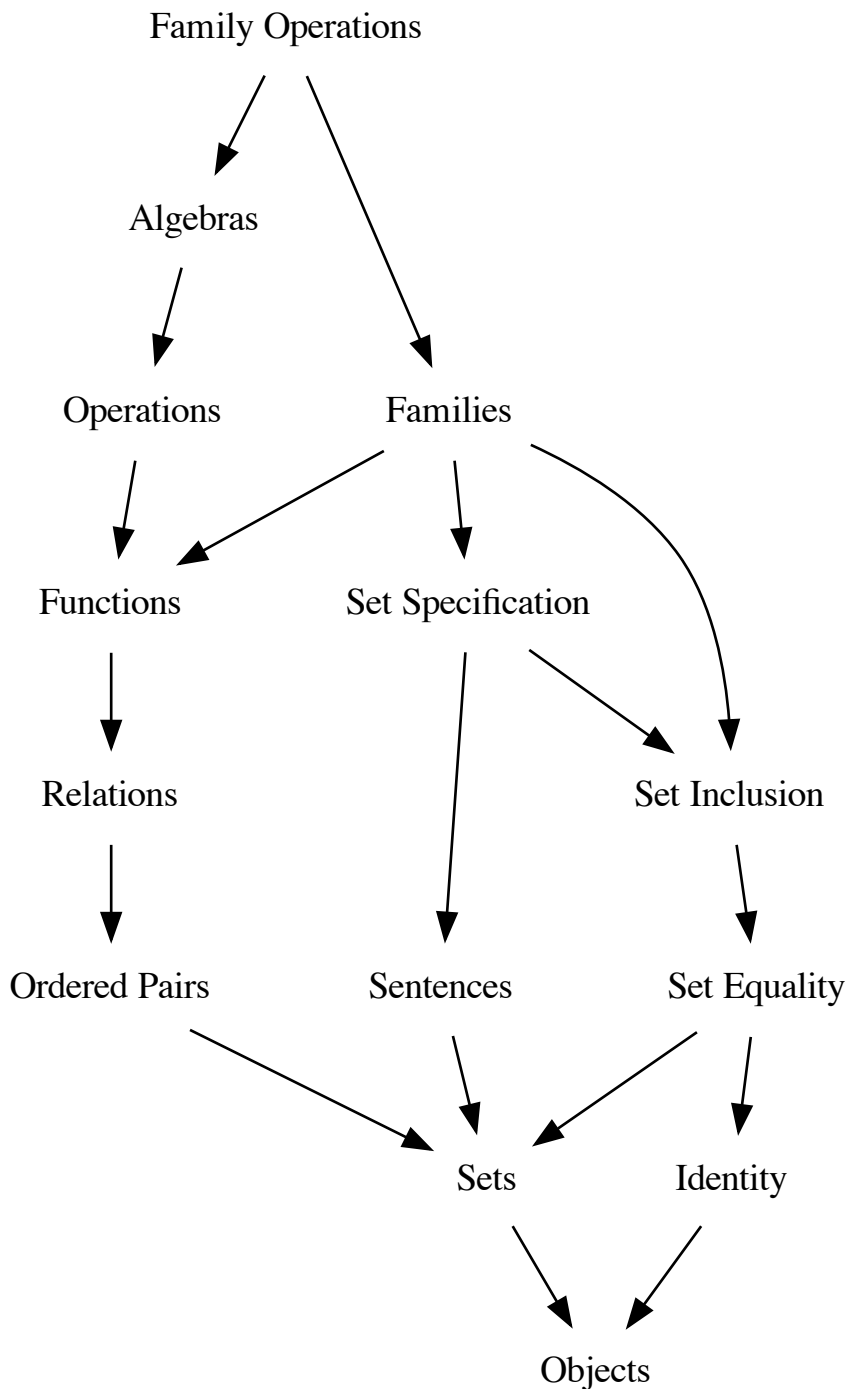 Family Operations
Algebras
Operations
Families
Functions
Set Specification
Relations
Set Inclusion
Ordered Pairs
Sentences
Set Equality
Sets
Identity
Objects